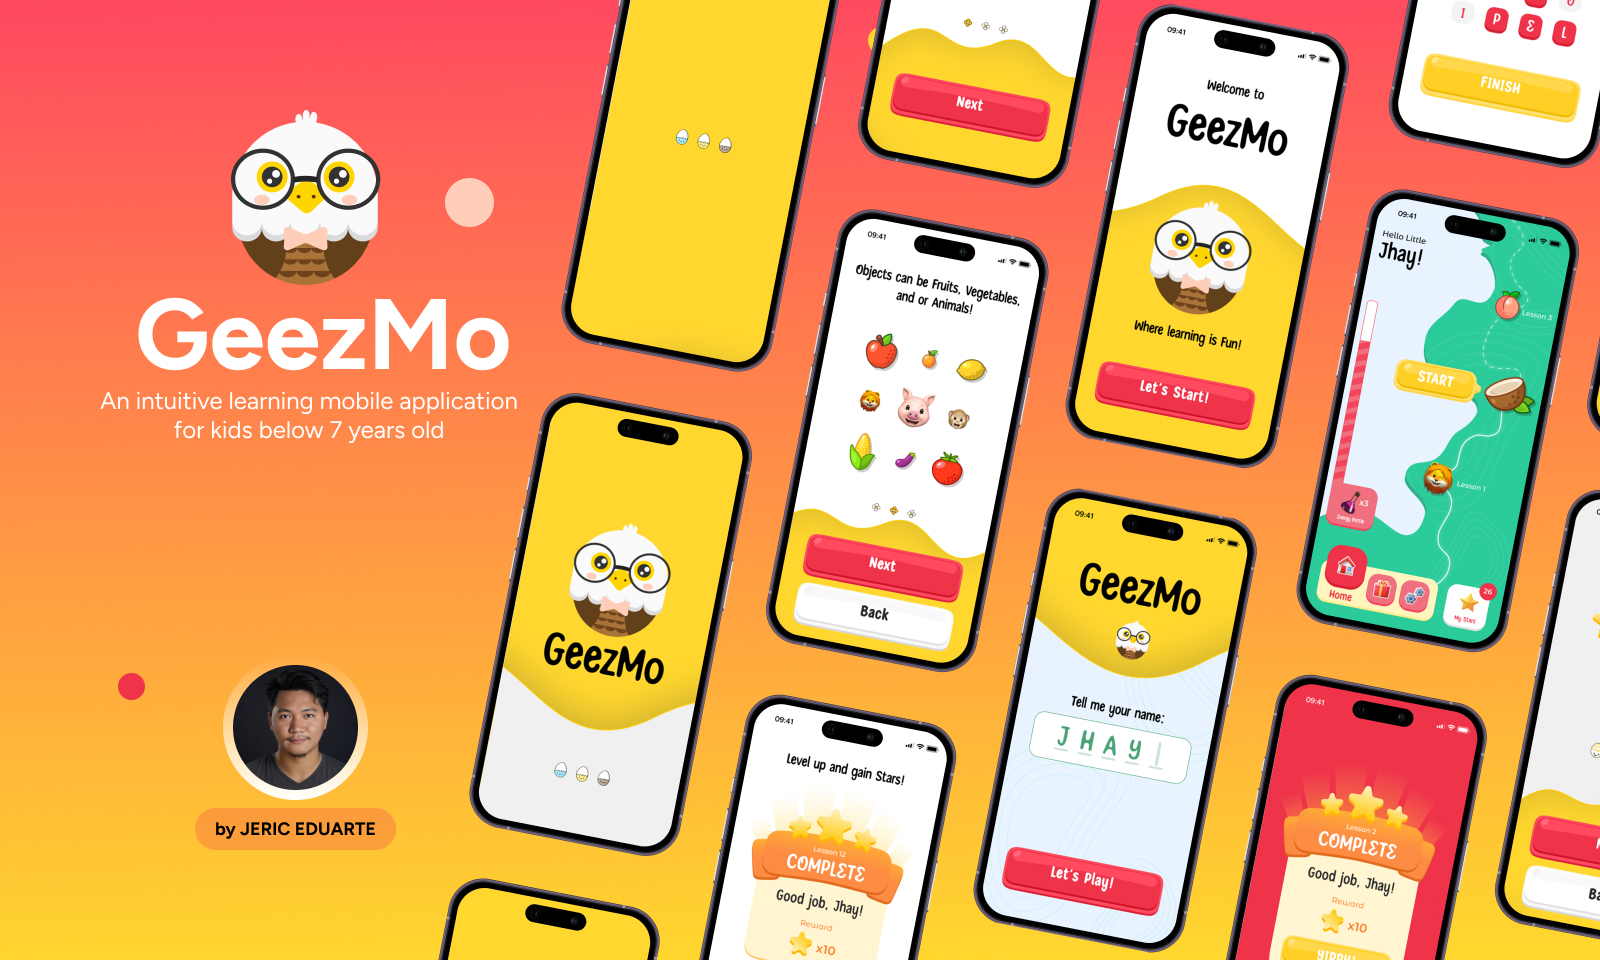 GeezMo
An intuitive learning mobile application
for kids below 7 years old
by JERIC EDUARTE
GeezMo
Next
09:41
Objects can be Fruits, Vegetables,
and or Animals!
Next
Back
09:41
Level up and gain Stars!
Lesson 12
COMPLETE
Good job, Jhay!
Reward
x10
09:41
Welcome to
GeezMo
Where learning is Fun!
Let's Start!
09:41
GeezMo
Tell me your name:
JHAY
Let's Play!
I P E L
FINISH
09:41
Hello Little
Jhay!
Lesson 3
START
Lesson 1
x3
Energy Bottle
Home
26
My Stars
09:41
Lesson 2
COMPLETE
Good job, Jhay!
Reward
x10
YIPPY!